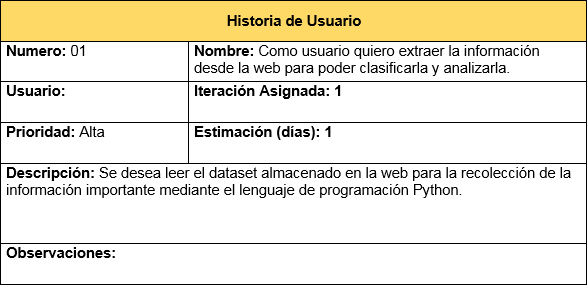 Historia de Usuario
Numero: 01
Nombre: Como usuario quiero extraer la información
desde la web para poder clasificarla y analizarla.
Usuario:
Iteración Asignada: 1
Prioridad: Alta
Estimación (días): 1
Descripción: Se desea leer el dataset almacenado en la web para la recolección de la
información importante mediante el lenguaje de programación Python.
Observaciones: